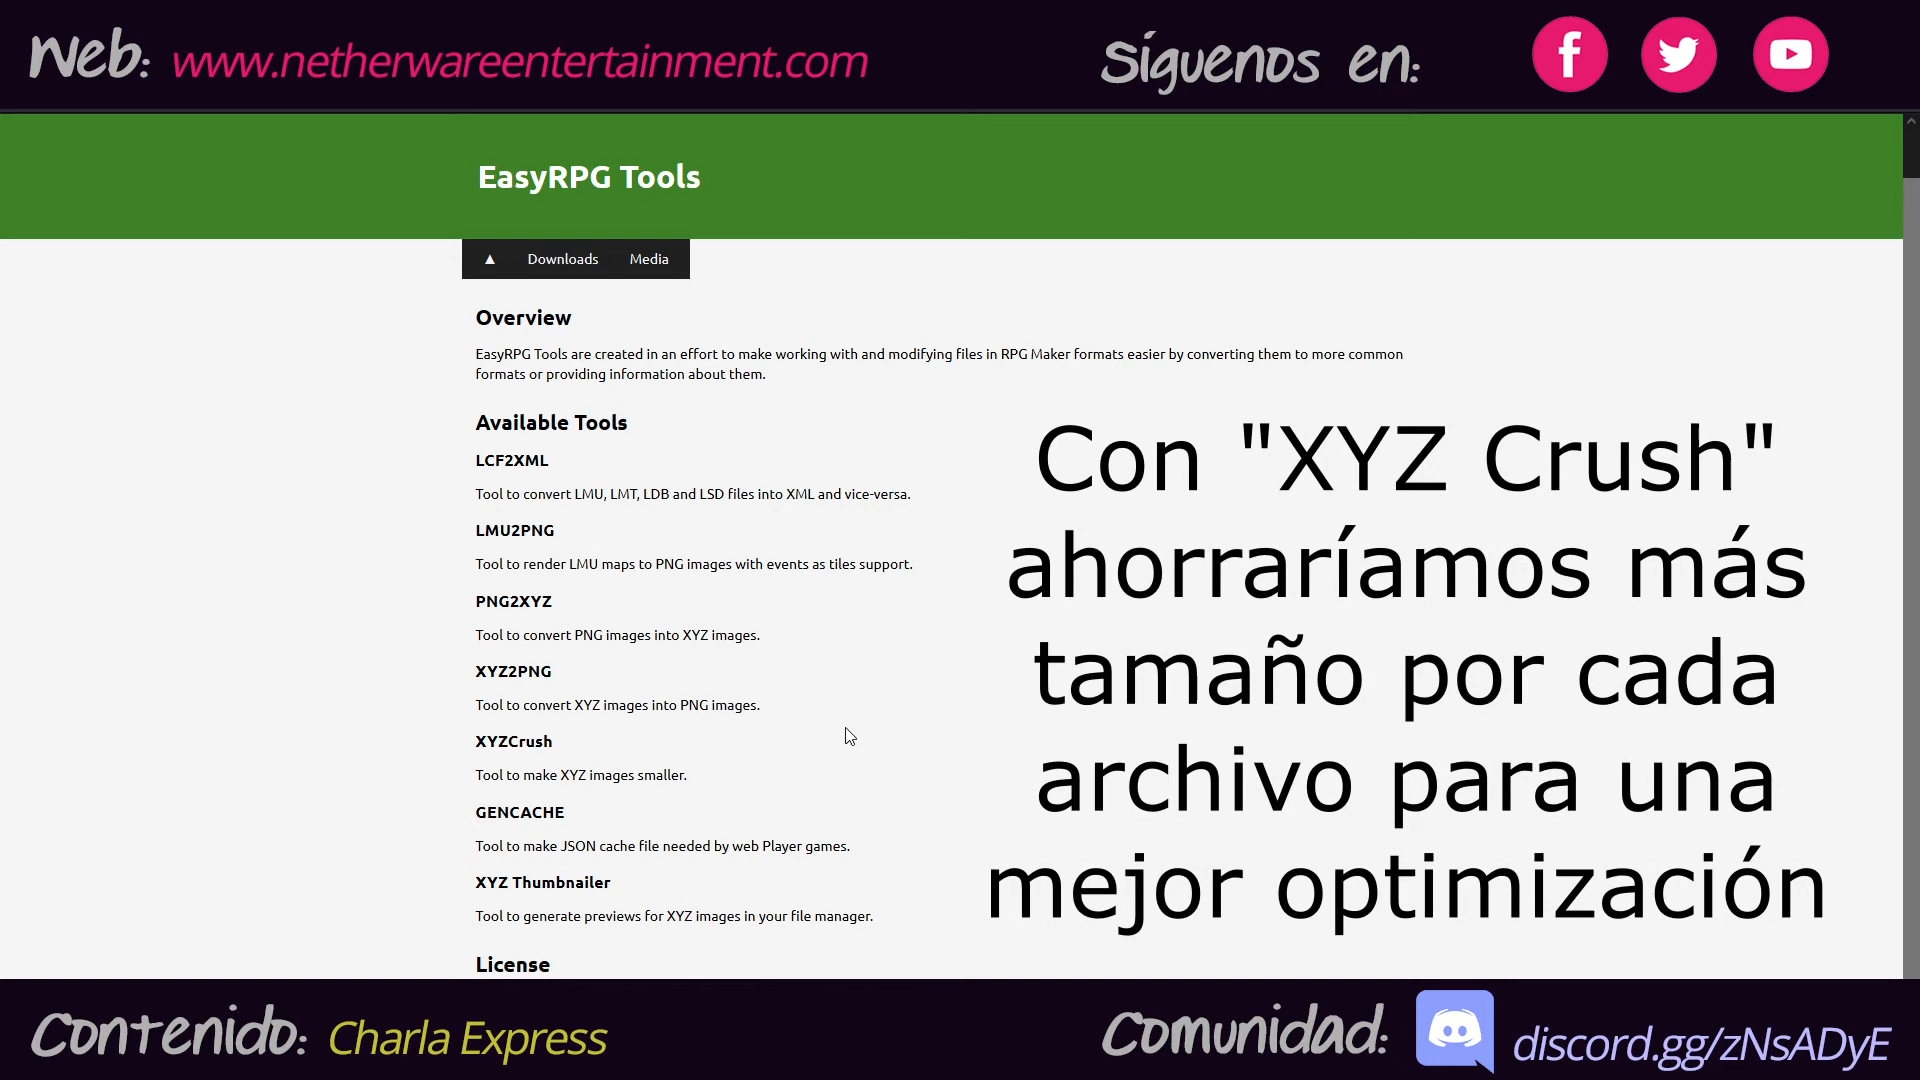 Web: www.netherwareentertainment.com
Síguenos en:
EasyRPG Tools
▲ Downloads Media
Overview
EasyRPG Tools are created in an effort to make working with and modifying files in RPG Maker formats easier by converting them to more common
formats or providing information about them.
Available Tools
LCF2XML
Tool to convert LMU, LMT, LDB and LSD files into XML and vice-versa.
LMU2PNG
Tool to render LMU maps to PNG images with events as tiles support.
PNG2XYZ
Tool to convert PNG images into XYZ images.
XYZ2PNG
Tool to convert XYZ images into PNG images.
XYZCrush
Tool to make XYZ images smaller.
GENCACHE
Tool to make JSON cache file needed by web Player games.
XYZ Thumbnailer
Tool to generate previews for XYZ images in your file manager.
License
Con "XYZ Crush"
ahorraríamos más
tamaño por cada
archivo para una
mejor optimización
Contenido: Charla Express
Comunidad: discord.gg/zNsADyE